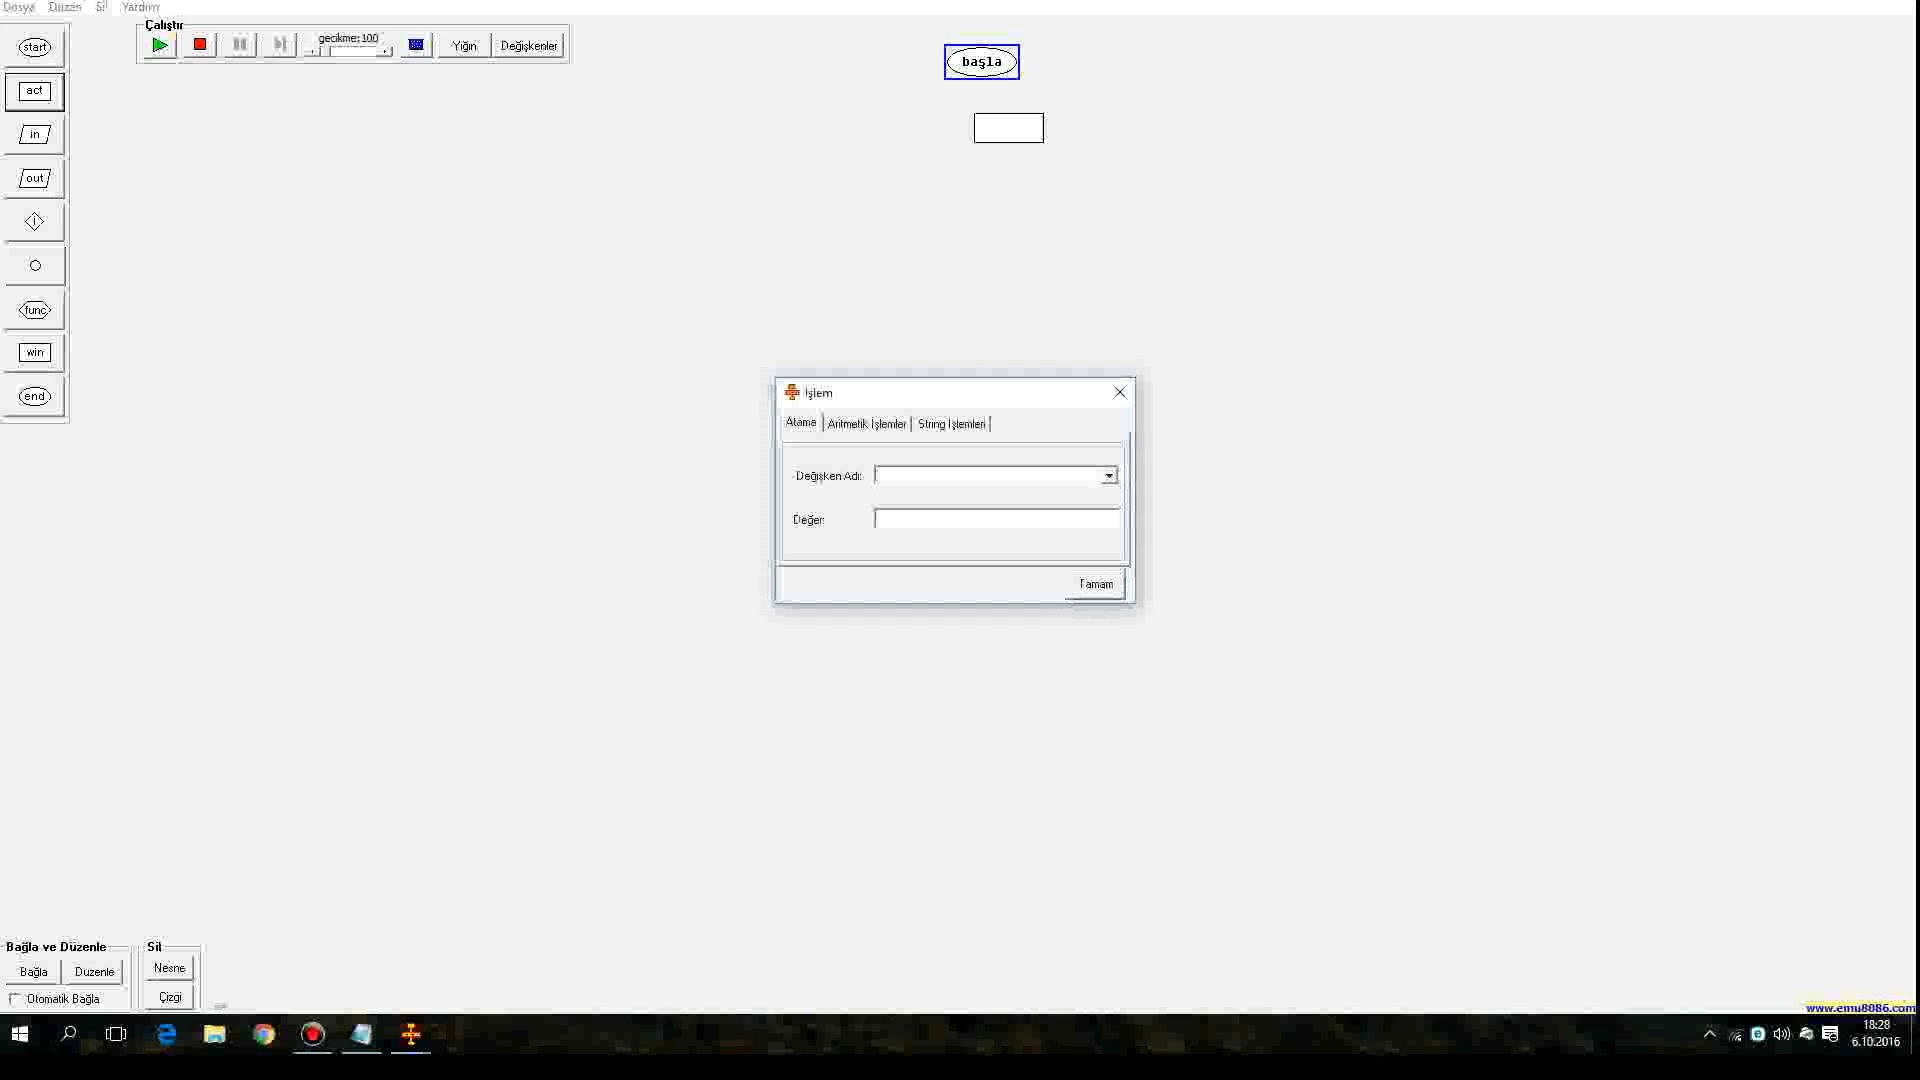 Dosya Düzen Sil Yardım
Çalıştır
gecikme: 100
Yığın
Değişkenler
start
act
in
out
i
func
win
end
başla
İşlem
Atama
Aritmetik İşlemler
String İşlemleri
Değişken Adı:
Değer:
Tamam
Bağla ve Düzenle
Bağla
Düzenle
Otomatik Bağla
Sil
Nesne
Çizgi
www.emu8086.com
18:28
6.10.2016